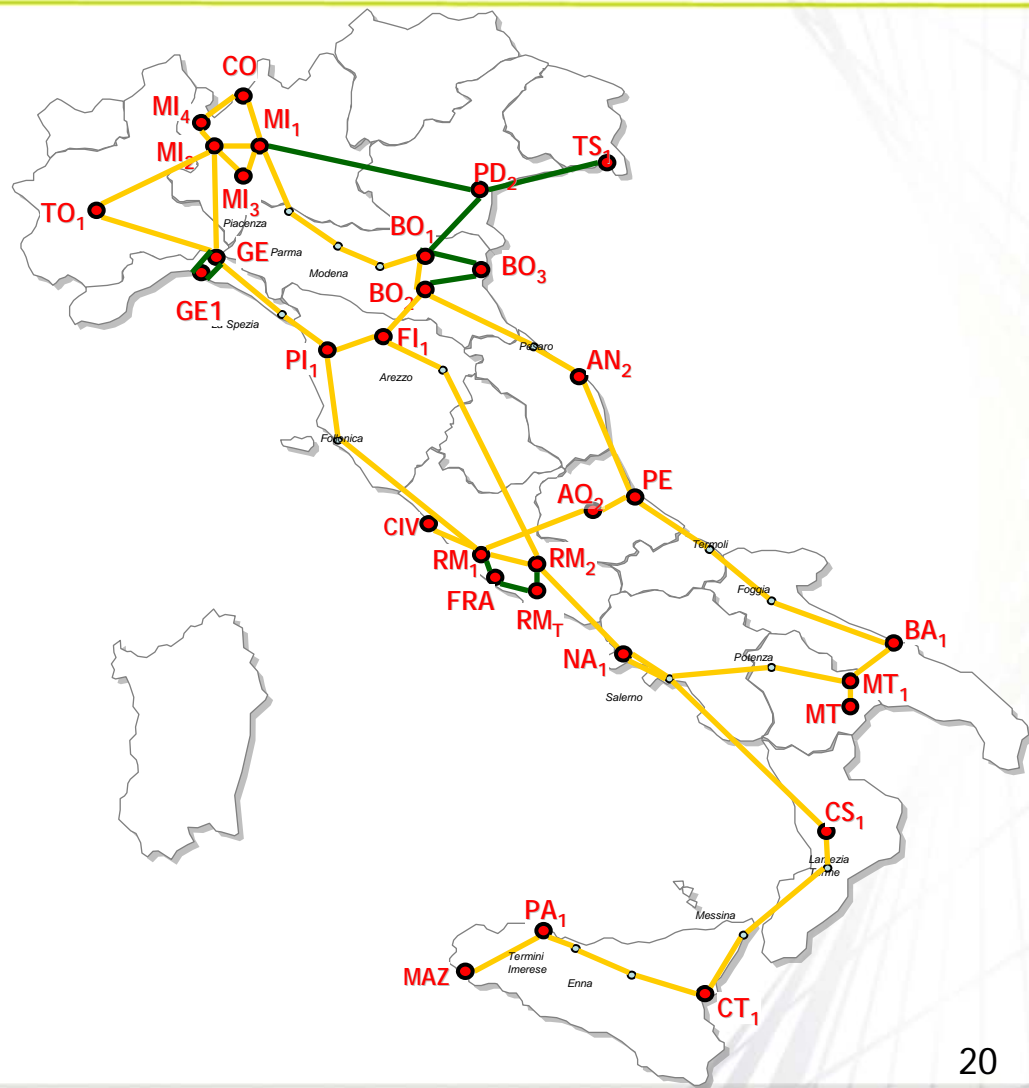 CO
MI4
MI1
MI2
TS1
PD2
MI3
TO1
Piacenza
BO1
GE
Parma
BO3
Modena
BO2
GE1
La Spezia
FI1
PI1
Pesaro
AN2
Arezzo
Follonica
PE
AQ2
CIV
Termoli
RM1
RM2
Foggia
FRA
RMT
BA1
NA1
Potenza
MT1
Salerno
MT
CS1
Lamezia
Terme
PA1
Messina
Termini
Imerese
MAZ
Enna
CT1
20